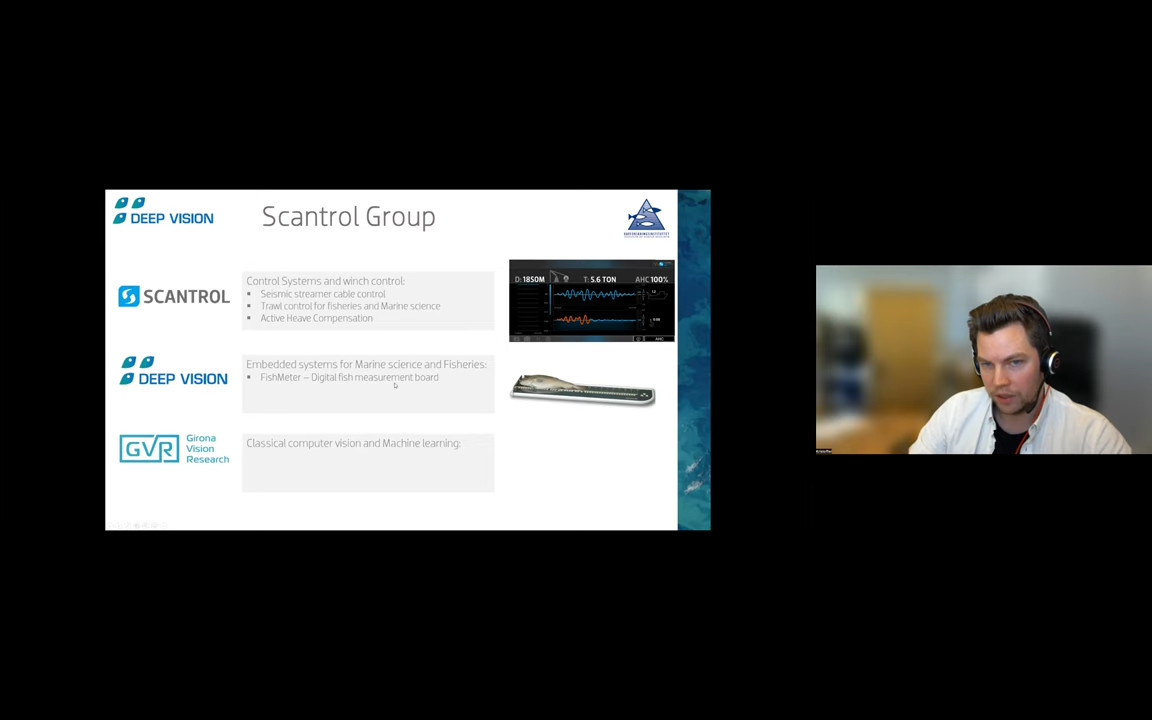 DEEP VISION
Scantrol Group
HAVFORSKNINGSINSTITUTTET
SCANTROL
Control Systems and winch control:
▪ Seismic streamer cable control
▪ Trawl control for fisheries and Marine science
▪ Active Heave Compensation
D: 1850M T: 5.6 TON AHC 100%
AHC
DEEP VISION
Embedded systems for Marine science and Fisheries:
▪ FishMeter – Digital fish measurement board
GVR Girona
Vision
Research
Classical computer vision and Machine learning: